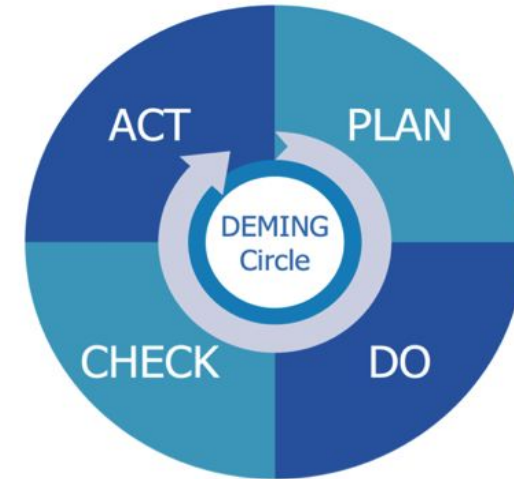 ACT
PLAN
DEMING
Circle
CHECK
DO